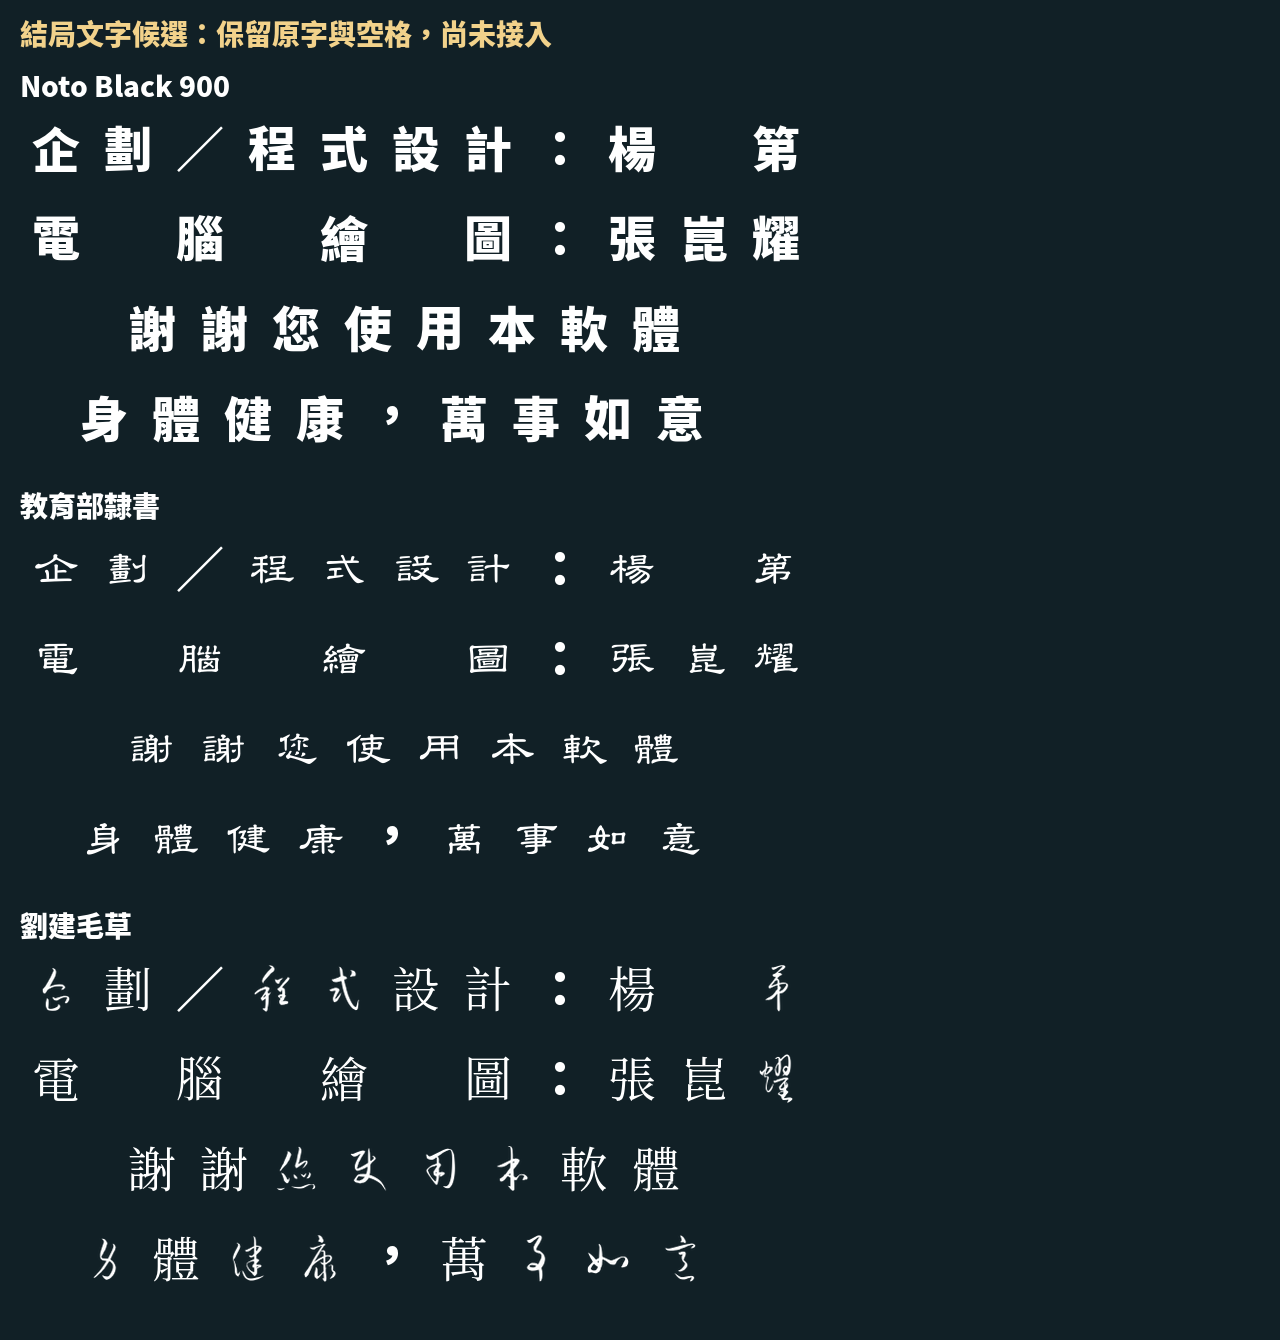 結局文字候選：保留原字與空格，尚未接入
Noto Black 900
企劃／程式設計：楊　第
電　腦　繪　圖：張崑耀
謝謝您使用本軟體
身體健康，萬事如意
教育部隸書
企劃／程式設計：楊　第
電　腦　繪　圖：張崑耀
謝謝您使用本軟體
身體健康，萬事如意
劉建毛草
企劃／程式設計：楊　第
電　腦　繪　圖：張崑耀
謝謝您使用本軟體
身體健康，萬事如意